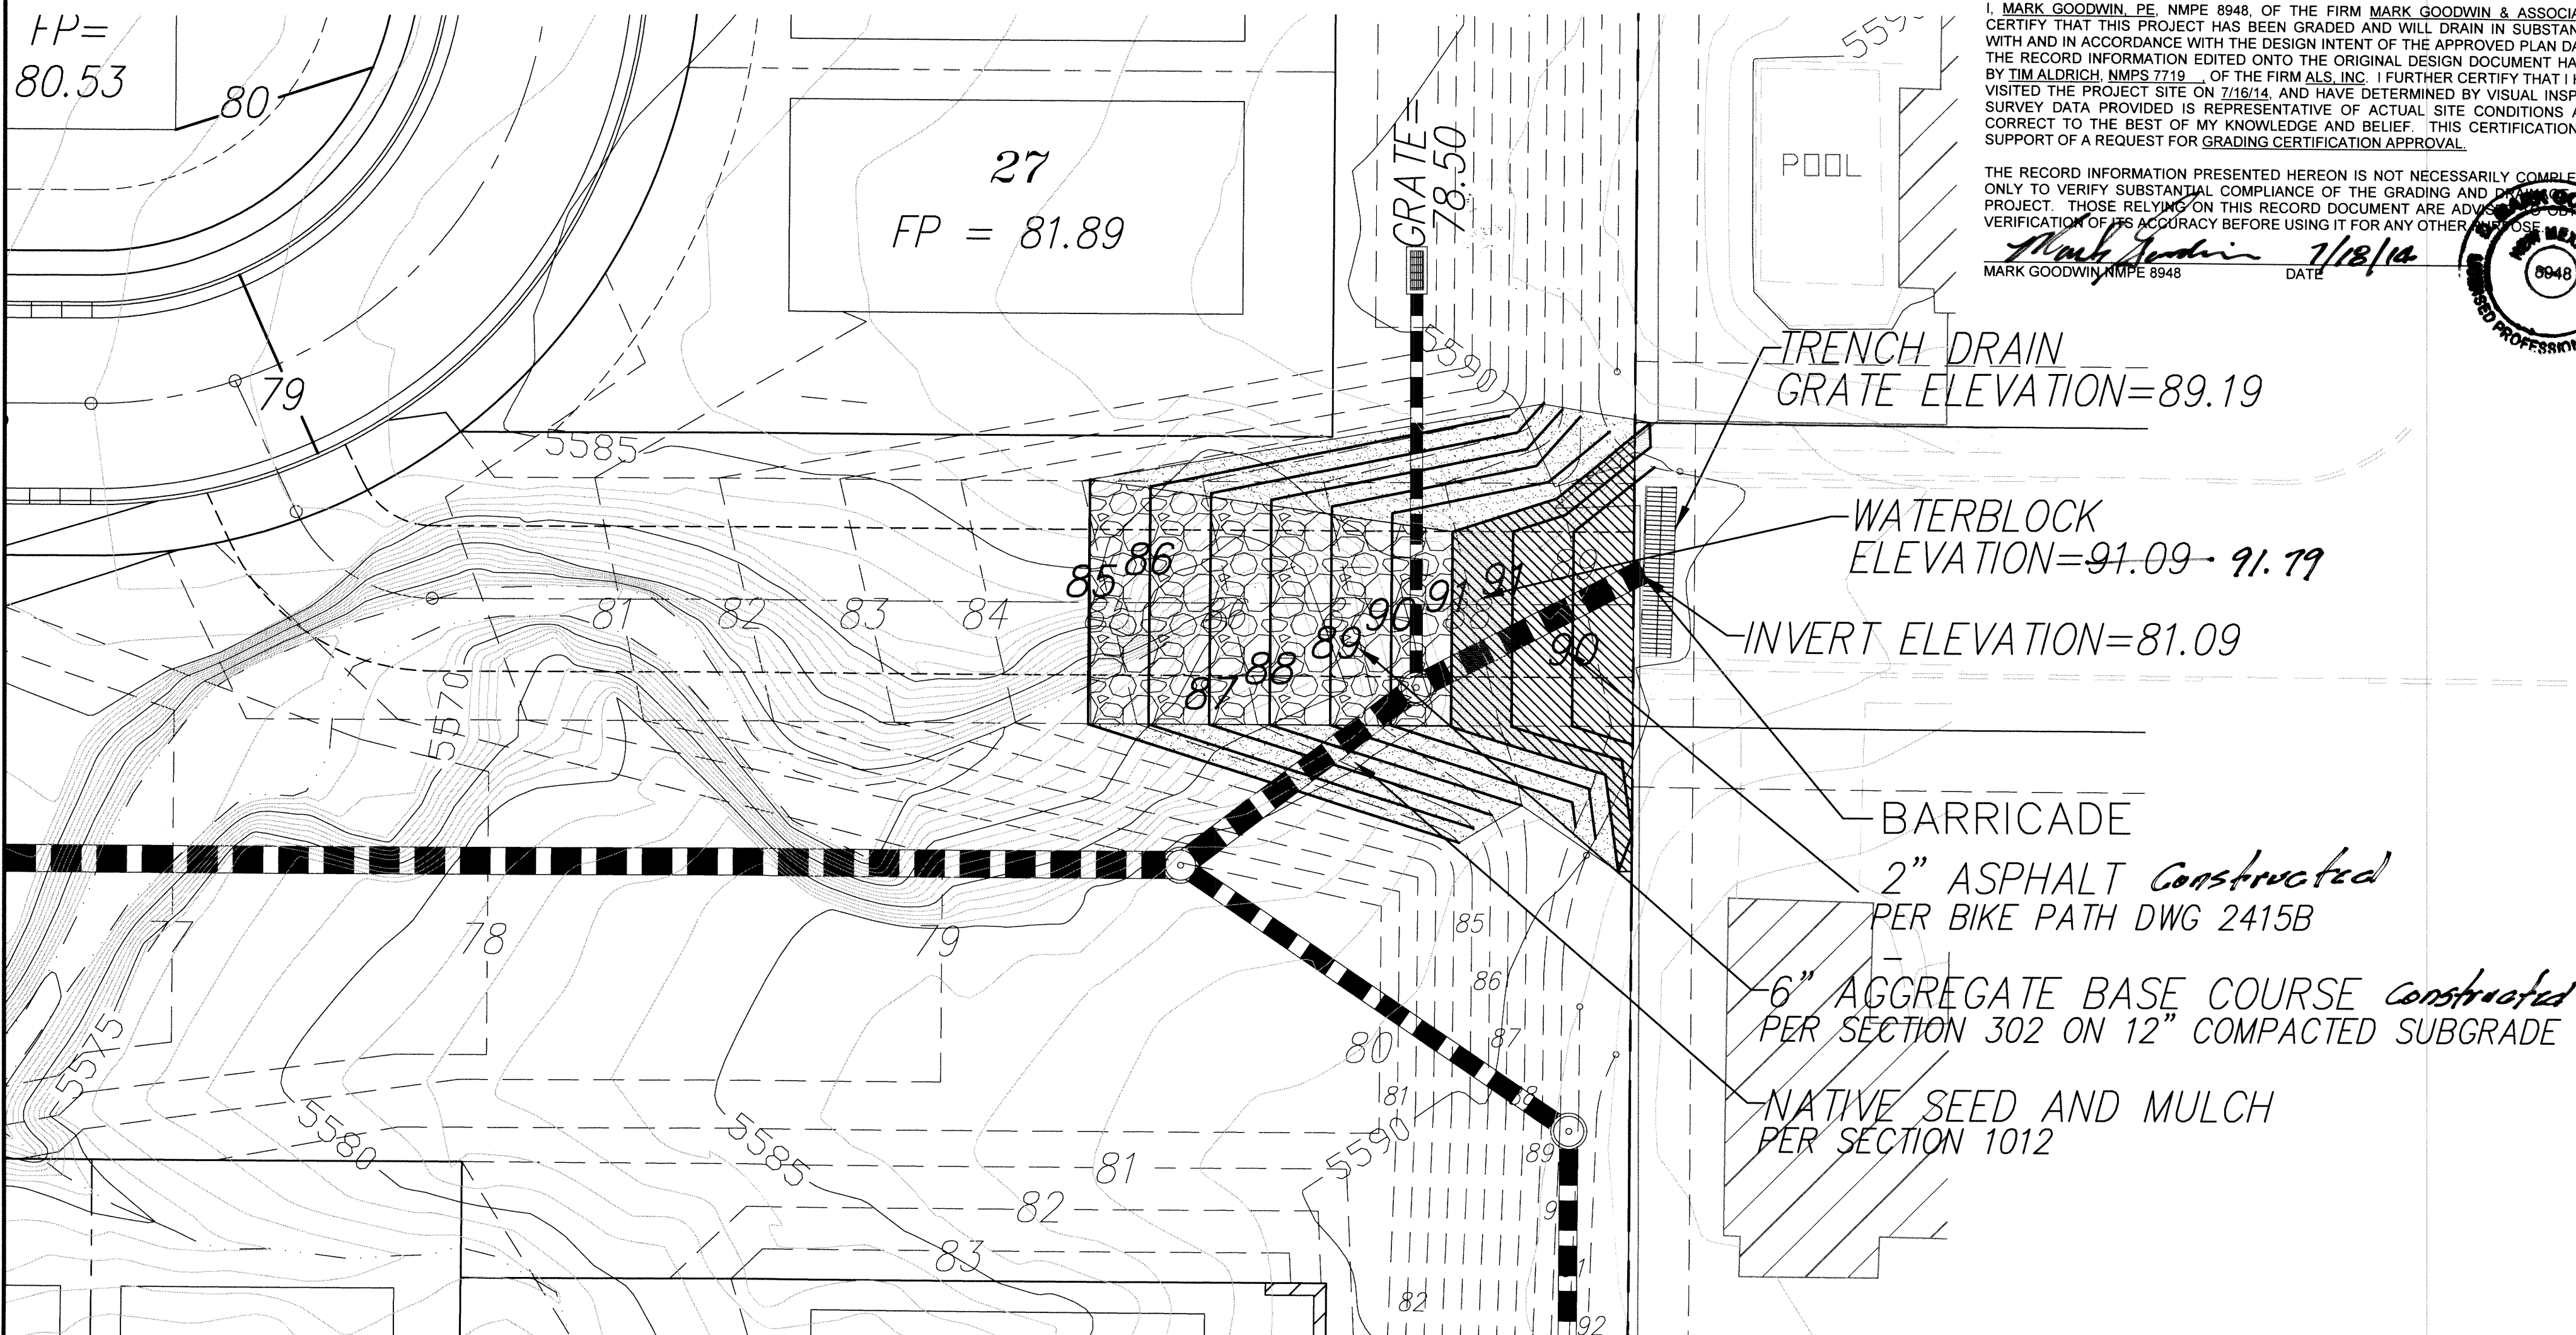 I, MARK GOODWIN, PE, NMPE 8948, OF THE FIRM MARK GOODWIN & ASSOCIA
CERTIFY THAT THIS PROJECT HAS BEEN GRADED AND WILL DRAIN IN SUBSTAN
WITH AND IN ACCORDANCE WITH THE DESIGN INTENT OF THE APPROVED PLAN DA
THE RECORD INFORMATION EDITED ONTO THE ORIGINAL DESIGN DOCUMENT HA
BY TIM ALDRICH, NMPS 7719 , OF THE FIRM ALS, INC. I FURTHER CERTIFY THAT I H
VISITED THE PROJECT SITE ON 7/16/14, AND HAVE DETERMINED BY VISUAL INSP
SURVEY DATA PROVIDED IS REPRESENTATIVE OF ACTUAL SITE CONDITIONS A
CORRECT TO THE BEST OF MY KNOWLEDGE AND BELIEF. THIS CERTIFICATION
SUPPORT OF A REQUEST FOR GRADING CERTIFICATION APPROVAL.
THE RECORD INFORMATION PRESENTED HEREON IS NOT NECESSARILY COMPLE
ONLY TO VERIFY SUBSTANTIAL COMPLIANCE OF THE GRADING AND DRAINAGE
PROJECT. THOSE RELYING ON THIS RECORD DOCUMENT ARE ADVIS
VERIFICATION OF ITS ACCURACY BEFORE USING IT FOR ANY OTHER PURPOSE.
Mark Goodwin 7/18/14
MARK GOODWIN, NMPE 8948 DATE
NEW MEX
8948
PROFESSION
FP=
80.53
80
27
FP = 81.89
GRATE=
78.50
5590
POOL
79
5590
TRENCH DRAIN
GRATE ELEVATION=89.19
5585
WATERBLOCK
ELEVATION=91.09 91.79
81
82
83
84
85
86
87
88
89
90
91
91
90
INVERT ELEVATION=81.09
5570
BARRICADE
2" ASPHALT Constructed
PER BIKE PATH DWG 2415B
77
78
79
85
86
87
6" AGGREGATE BASE COURSE Constructed
PER SECTION 302 ON 12" COMPACTED SUBGRADE
5575
80
81
89
NATIVE SEED AND MULCH
PER SECTION 1012
5580
5585
5590
81
82
83
82
92